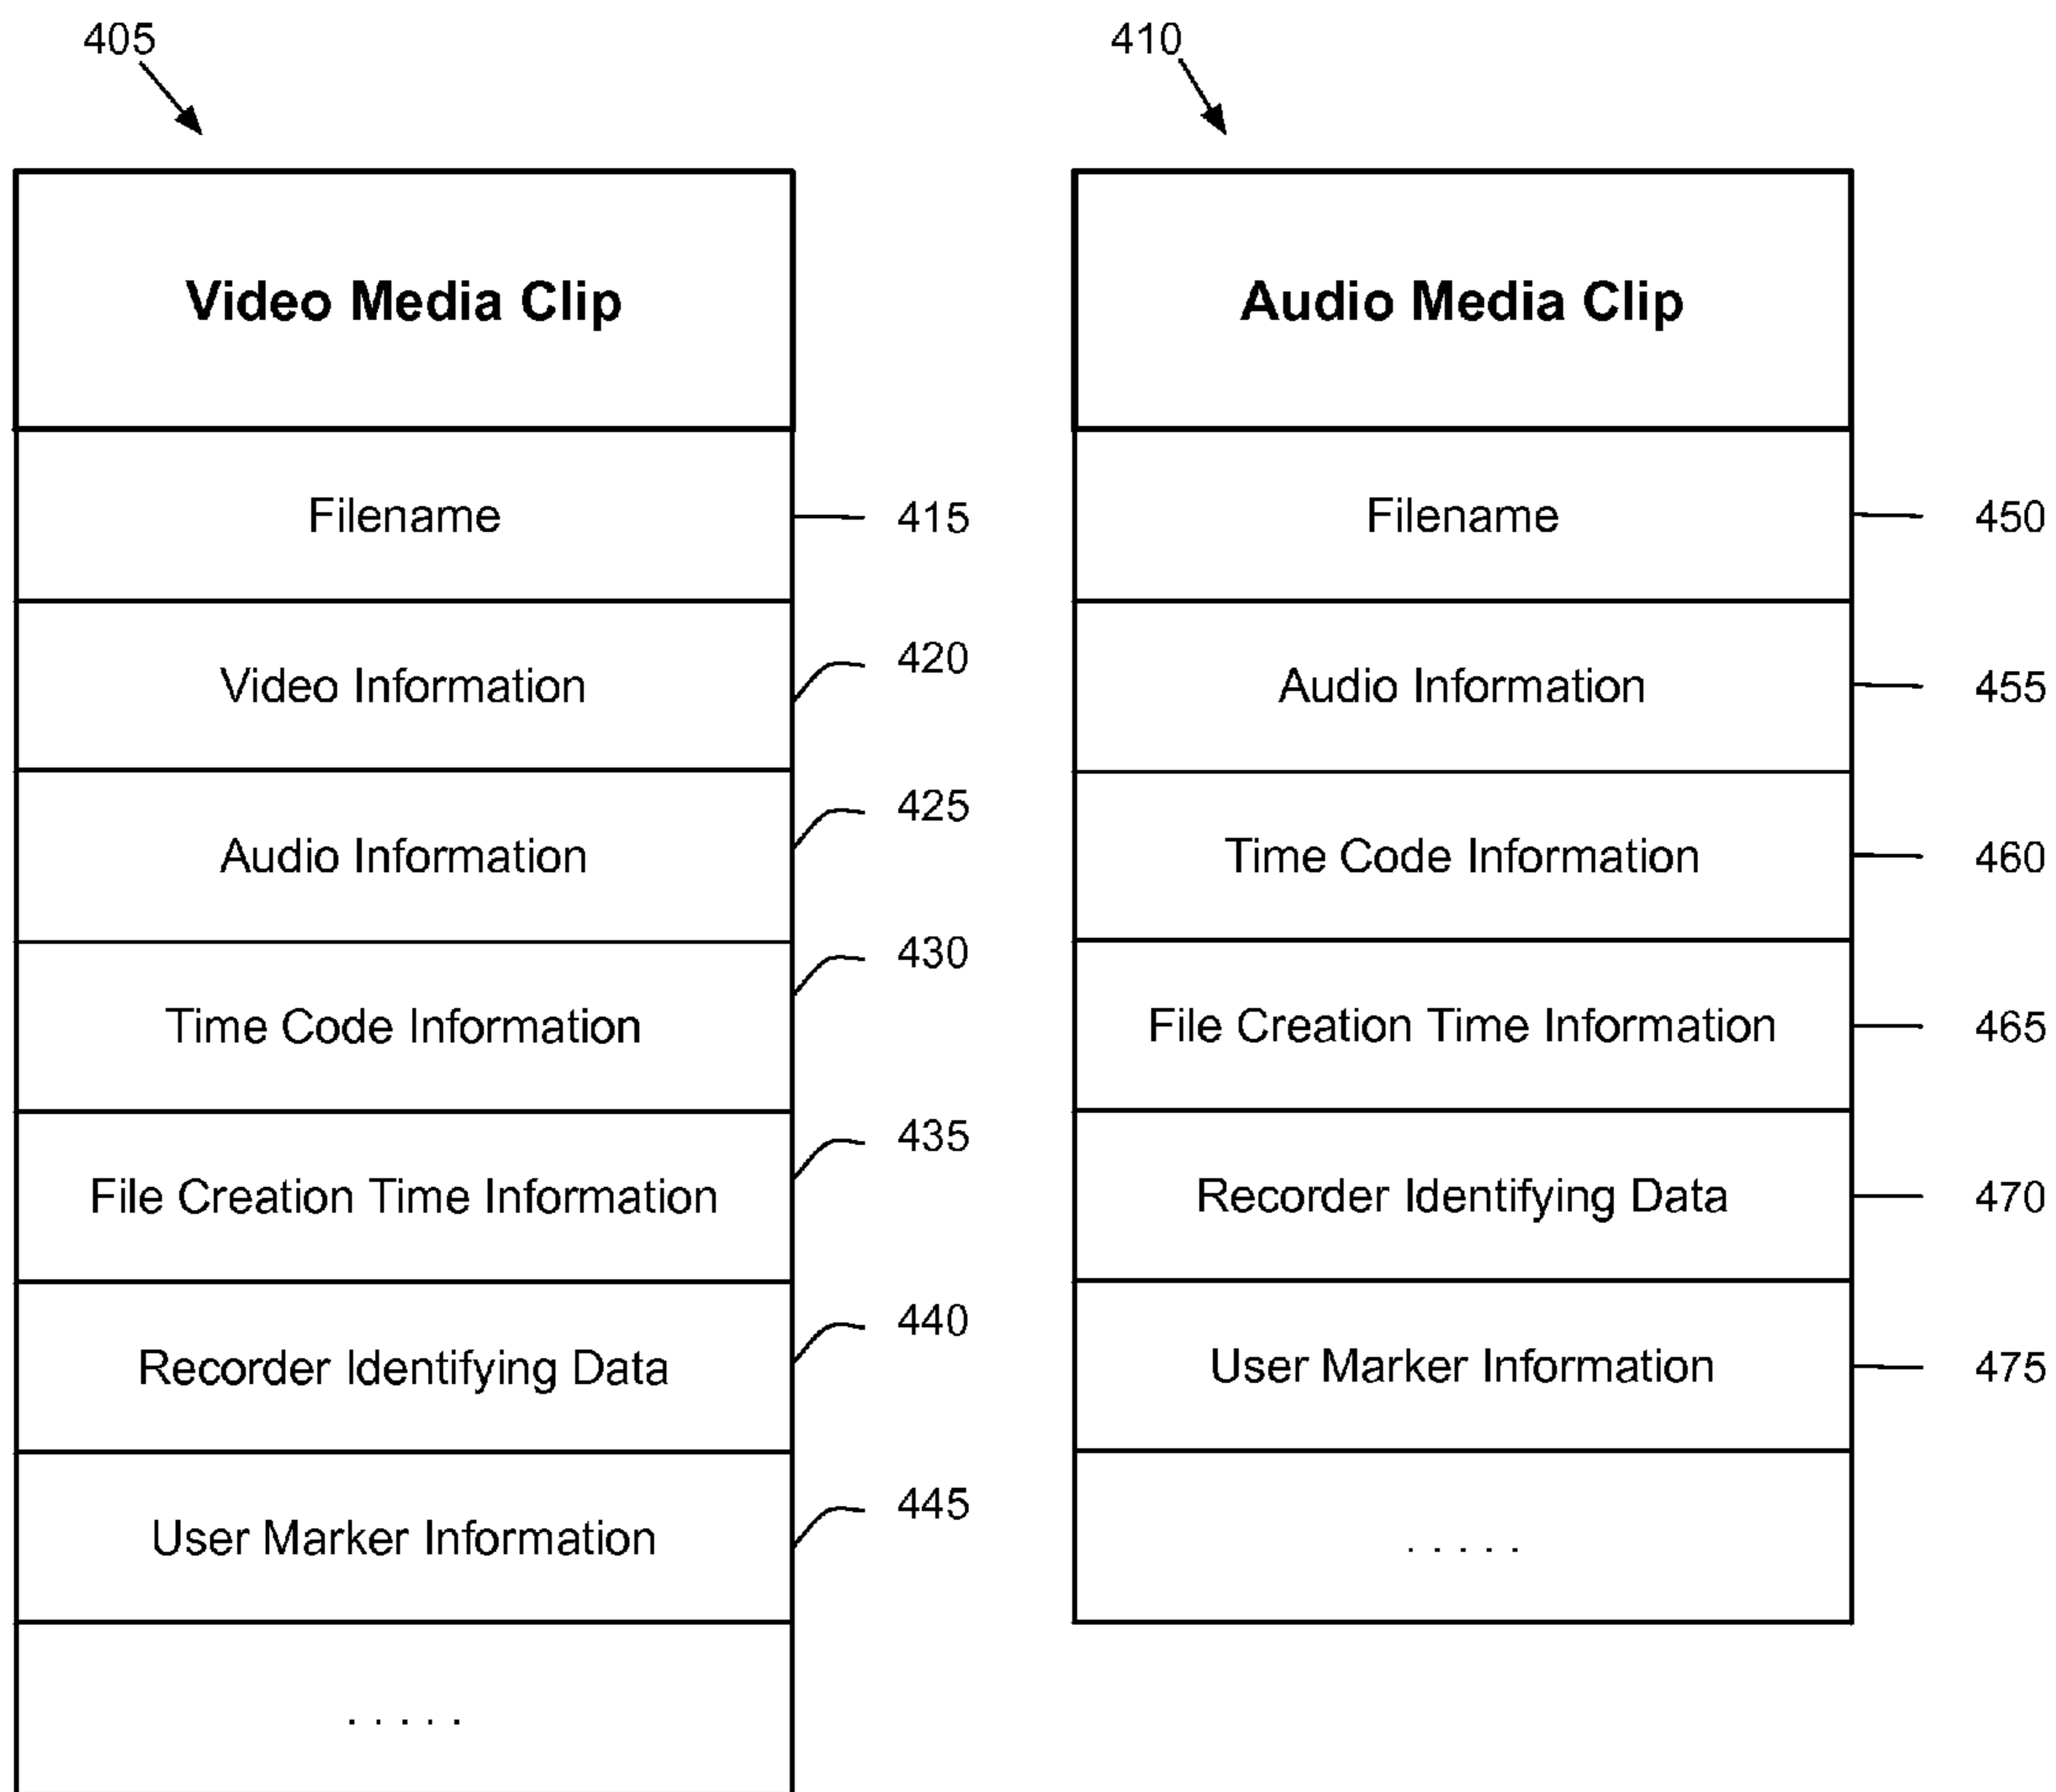 405
Video Media Clip
Filename
415
Video Information
420
Audio Information
425
Time Code Information
430
File Creation Time Information
435
Recorder Identifying Data
440
User Marker Information
445
. . . . .
410
Audio Media Clip
Filename
450
Audio Information
455
Time Code Information
460
File Creation Time Information
465
Recorder Identifying Data
470
User Marker Information
475
. . . . .